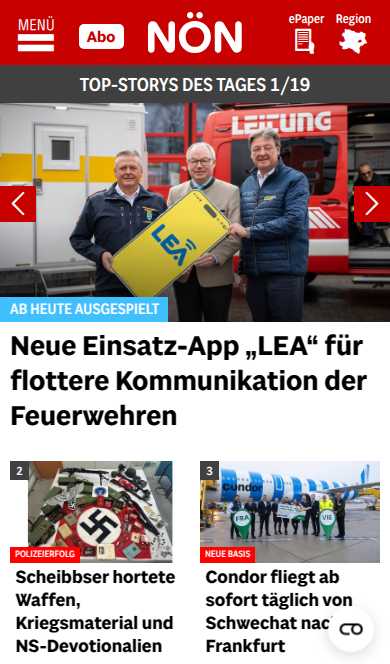 MENÜ
Abo
NÖN
ePaper
Region
TOP-STORYS DES TAGES 1/19
LEITUNG
LEA
AB HEUTE AUSGESPIELT
Neue Einsatz-App „LEA“ für
flottere Kommunikation der
Feuerwehren
2
POLIZEIERFOLG
Scheibbser hortete
Waffen,
Kriegsmaterial und
NS-Devotionalien
3
Condor
FRA
VIE
NEUE BASIS
Condor fliegt ab
sofort täglich von
Schwechat nach
Frankfurt